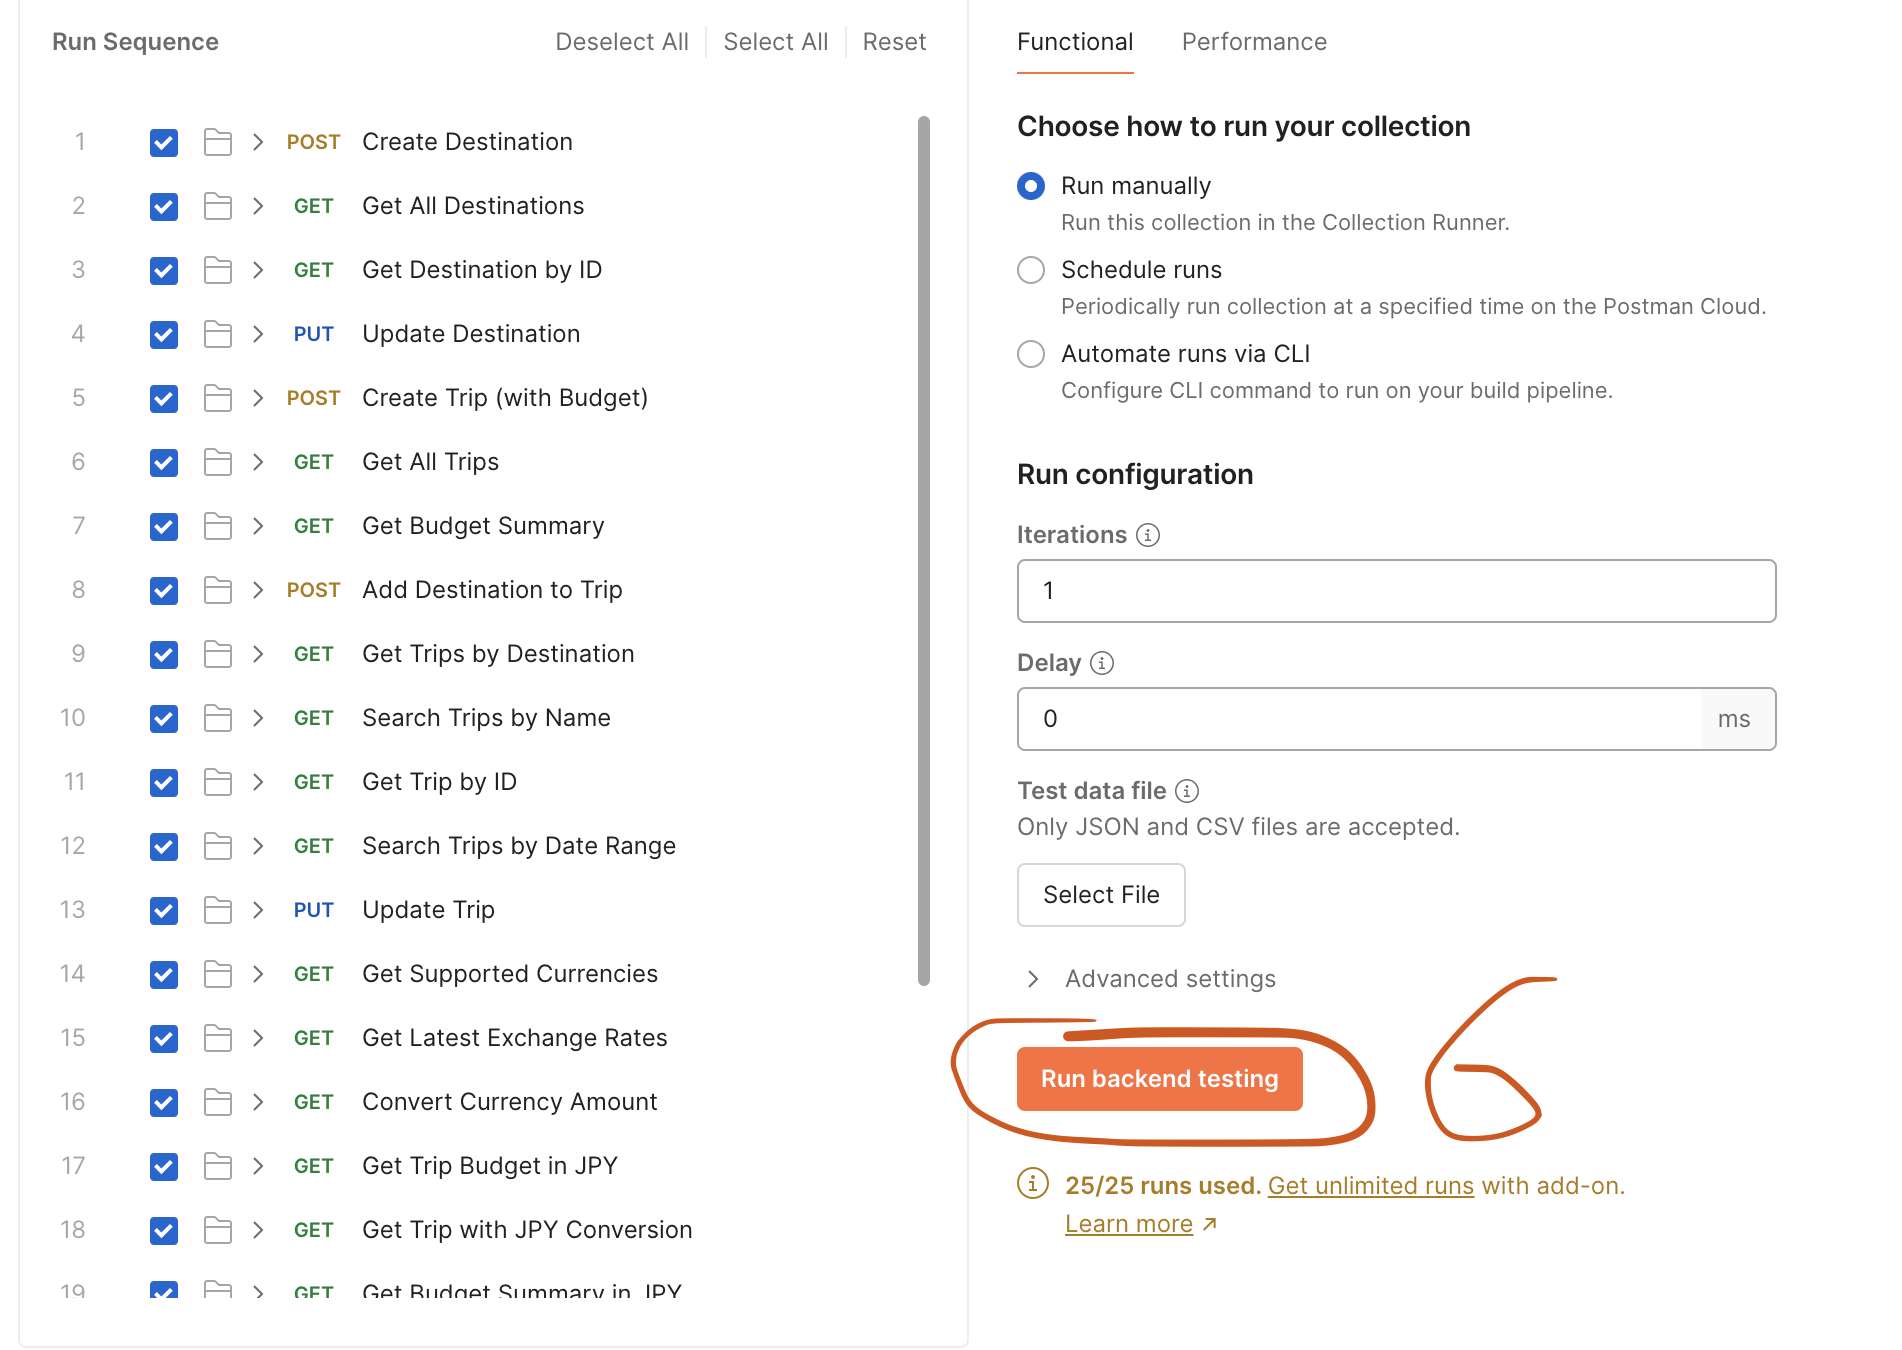 Run Sequence
Deselect All
Select All
Reset
1 POST Create Destination
2 GET Get All Destinations
3 GET Get Destination by ID
4 PUT Update Destination
5 POST Create Trip (with Budget)
6 GET Get All Trips
7 GET Get Budget Summary
8 POST Add Destination to Trip
9 GET Get Trips by Destination
10 GET Search Trips by Name
11 GET Get Trip by ID
12 GET Search Trips by Date Range
13 PUT Update Trip
14 GET Get Supported Currencies
15 GET Get Latest Exchange Rates
16 GET Convert Currency Amount
17 GET Get Trip Budget in JPY
18 GET Get Trip with JPY Conversion
19 GET Get Budget Summary in JPY
Functional
Performance
Choose how to run your collection
Run manually
Run this collection in the Collection Runner.
Schedule runs
Periodically run collection at a specified time on the Postman Cloud.
Automate runs via CLI
Configure CLI command to run on your build pipeline.
Run configuration
Iterations
1
Delay
0 ms
Test data file
Only JSON and CSV files are accepted.
Select File
Advanced settings
Run backend testing
6
25/25 runs used. Get unlimited runs with add-on.
Learn more ↗